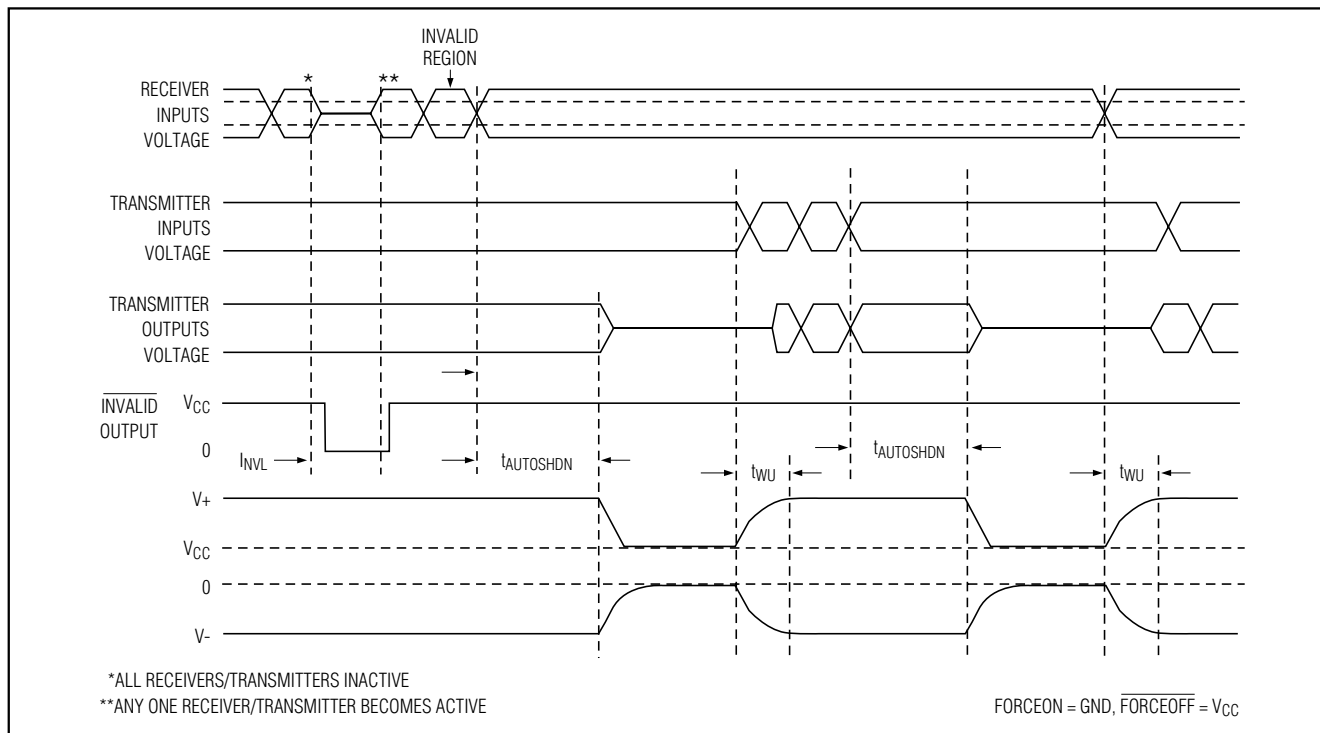 INVALID
REGION
* **
RECEIVER
INPUTS
VOLTAGE
TRANSMITTER
INPUTS
VOLTAGE
TRANSMITTER
OUTPUTS
VOLTAGE
INVALID
OUTPUT
VCC
0
INVL
tAUTOSHDN
tWU
tAUTOSHDN
tWU
V+
VCC
0
V-
*ALL RECEIVERS/TRANSMITTERS INACTIVE
**ANY ONE RECEIVER/TRANSMITTER BECOMES ACTIVE
FORCEON = GND, FORCEOFF = VCC